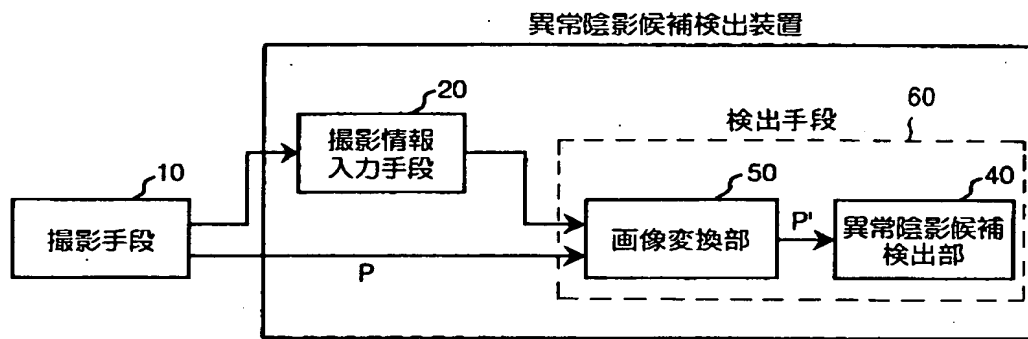 異常陰影候補検出装置
20
撮影情報
入力手段
60
検出手段
10
撮影手段
P
50
画像変換部
P'
40
異常陰影候補
検出部